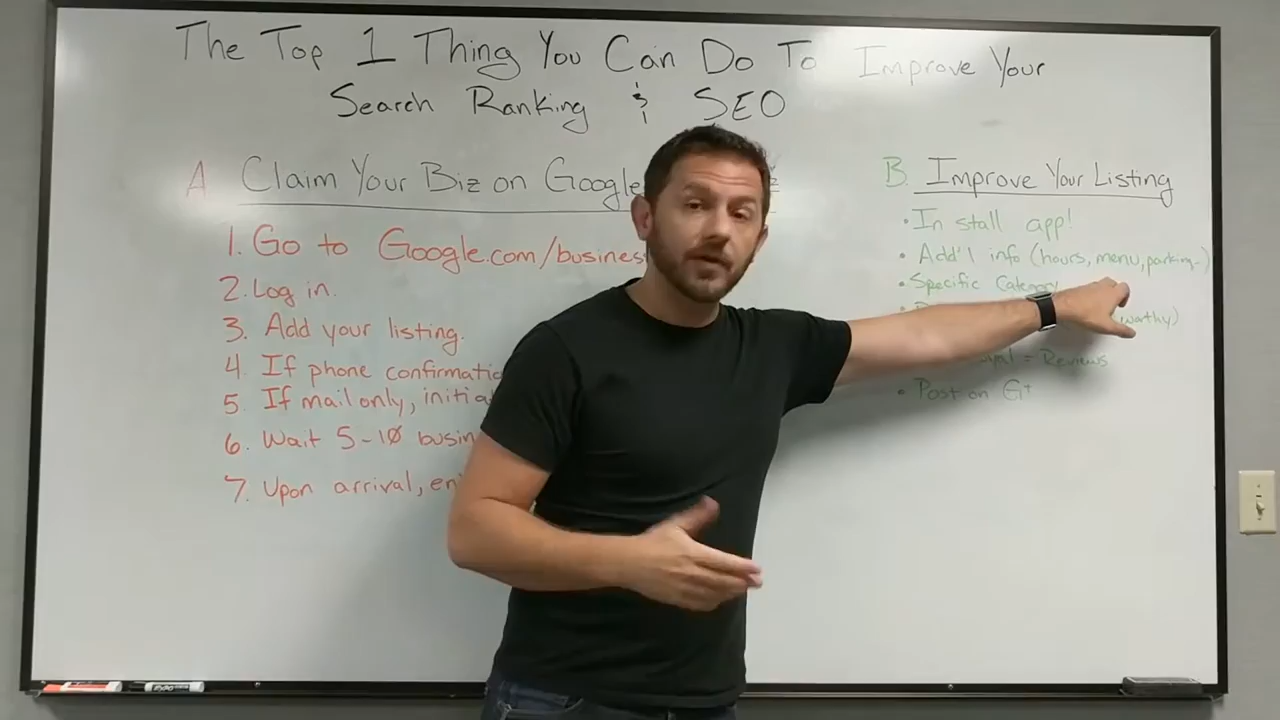 The Top 1 Thing You Can Do To Improve Your
Search Ranking & SEO
A Claim Your Biz on Google
1. Go to Google.com/busines
2. Log in.
3. Add your listing.
4 If phone confirmati
5. If mail only, initia
6. Wait 5-10 busin
7. Upon arrival, en
B. Improve Your Listing
• In stall app!
• Add'l info (hours, menu, parking..)
• Specific Category
wathy)
= Reviews
• Post on G+
EXPO